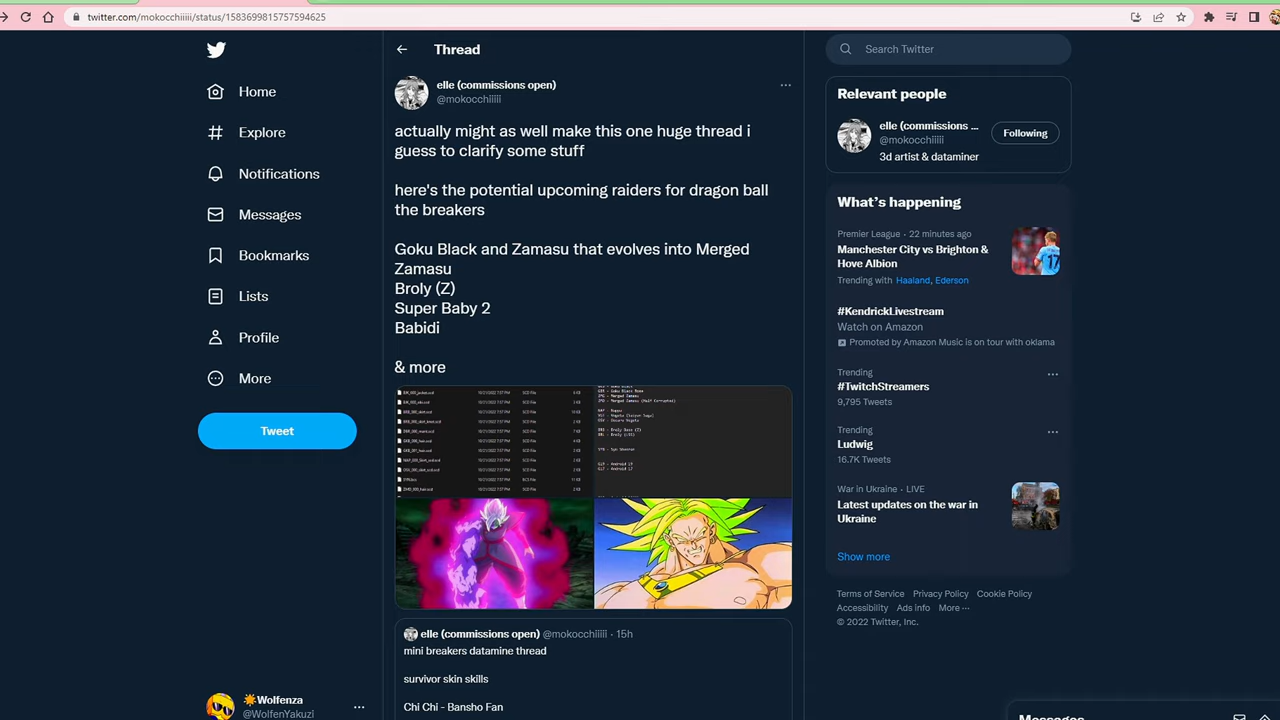 twitter.com/mokocchiiiii/status/1583699815757594625
Home
Explore
Notifications
Messages
Bookmarks
Lists
Profile
More
Tweet
☀Wolfenza
@WolfenYakuzi
Thread
elle (commissions open)
@mokocchiiiii
actually might as well make this one huge thread i
guess to clarify some stuff
here's the potential upcoming raiders for dragon ball
the breakers
Goku Black and Zamasu that evolves into Merged
Zamasu
Broly (Z)
Super Baby 2
Babidi
& more
elle (commissions open) @mokocchiiiii · 15h
mini breakers datamine thread
survivor skin skills
Chi Chi - Bansho Fan
Search Twitter
Relevant people
elle (commissions ...
@mokocchiiiii
Following
3d artist & dataminer
What's happening
Premier League · 22 minutes ago
Manchester City vs Brighton &
Hove Albion
Trending with Haaland, Ederson
#KendrickLivestream
Watch on Amazon
Promoted by Amazon Music is on tour with oklama
Trending
#TwitchStreamers
9,795 Tweets
Trending
Ludwig
16.7K Tweets
War in Ukraine · LIVE
Latest updates on the war in
Ukraine
Show more
Terms of Service Privacy Policy Cookie Policy
Accessibility Ads info More ···
© 2022 Twitter, Inc.
Messages